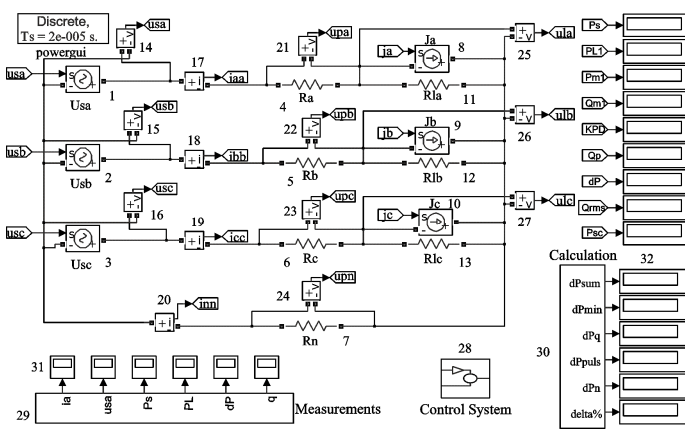 Discrete,
Ts = 2e-005 s.
powergui
usa
14
usa
Usa
1
17
iaa
21
upa
4
Ra
ja
Ja
8
Rla
11
25
ula
usb
15
usb
Usb
2
18
ibb
22
upb
5
Rb
jb
Jb
9
Rlb
12
26
ulb
usc
16
usc
Usc
3
19
icc
23
upc
6
Rc
jc
Jc
10
Rlc
13
27
ulc
20
inn
24
upn
Rn
7
Ps
PL1
Pm1
Qm1
KPD
Qp
dP
Qrms
Psc
32
Calculation
30
dPsum
dPmin
dPq
dPpuls
dPn
delta%
31
ia
usa
Ps
PL
dP
q
29
Measurements
28
Control System